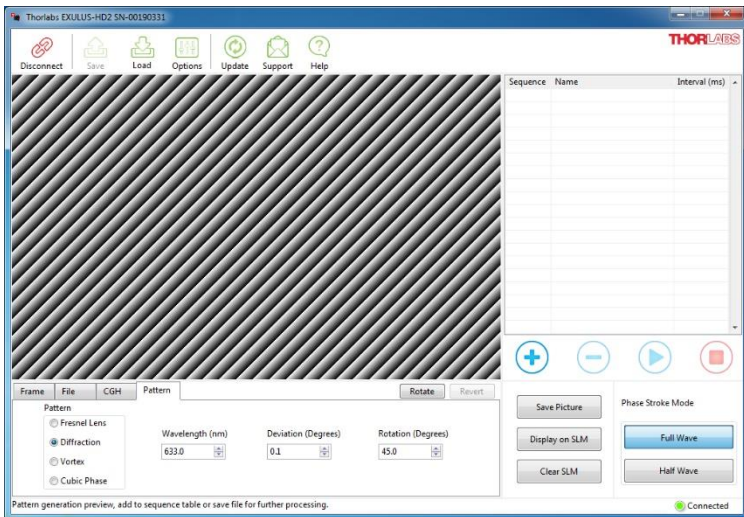 Thorlabs EXULUS-HD2 SN-00190331
Disconnect Save Load Options Update Support Help
THORLABS
Sequence Name Interval (ms)
Frame File CGH Pattern Rotate Revert
Pattern
Fresnel Lens
Diffraction
Vortex
Cubic Phase
Wavelength (nm) Deviation (Degrees) Rotation (Degrees)
633.0 0.1 45.0
Save Picture
Display on SLM
Clear SLM
Phase Stroke Mode
Full Wave
Half Wave
Pattern generation preview, add to sequence table or save file for further processing.
Connected